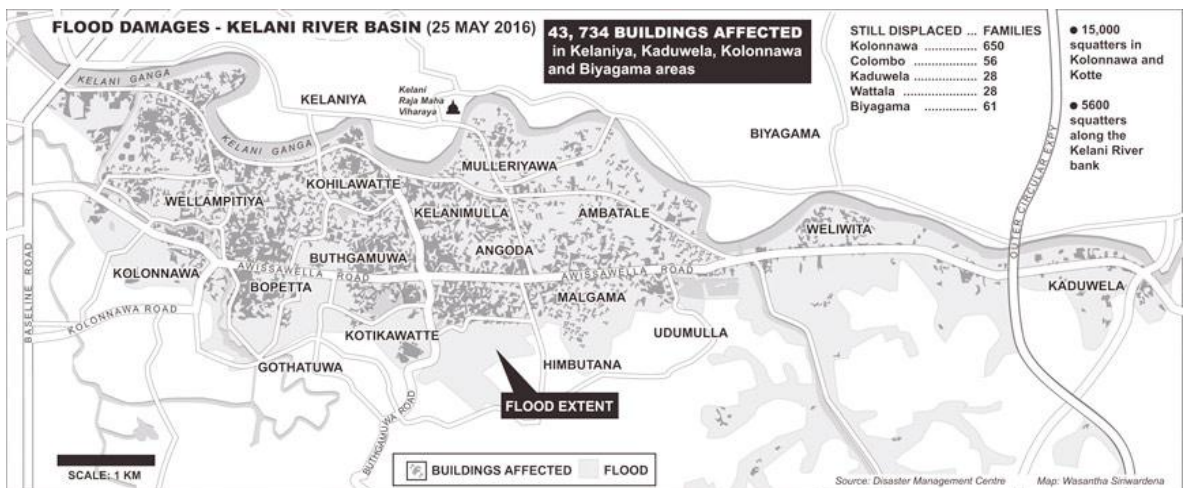 FLOOD DAMAGES - KELANI RIVER BASIN (25 MAY 2016)
43, 734 BUILDINGS AFFECTED
in Kelaniya, Kaduwela, Kolonnawa
and Biyagama areas
STILL DISPLACED ... FAMILIES
Kolonnawa .............. 650
Colombo ................ 56
Kaduwela ............... 28
Wattala ................. 28
Biyagama ................ 61
● 15,000
squatters in
Kolonnawa and
Kotte
● 5600
squatters
along the
Kelani River
bank
KELANI GANGA
KELANIYA
Kelani
Raja Maha
Viharaya
BIYAGAMA
KELANI GANGA
MULLERIYAWA
KOHILAWATTE
WELLAMPITIYA
KELANIMULLA
AMBATALE
WELIWITA
OUTER CIRCULAR EXPY
ANGODA
BUTHGAMUWA
KOLONNAWA
AWISSAWELLA ROAD
AWISSAWELLA ROAD
BOPETTA
MALGAMA
KADUWELA
BASELINE ROAD
KOLONNAWA ROAD
KOTIKAWATTE
UDUMULLA
GOTHATUWA
HIMBUTANA
FLOOD EXTENT
BUTHGAMUWA ROAD
SCALE: 1 KM
BUILDINGS AFFECTED
FLOOD
Source: Disaster Management Centre
Map: Wasantha Siriwardena